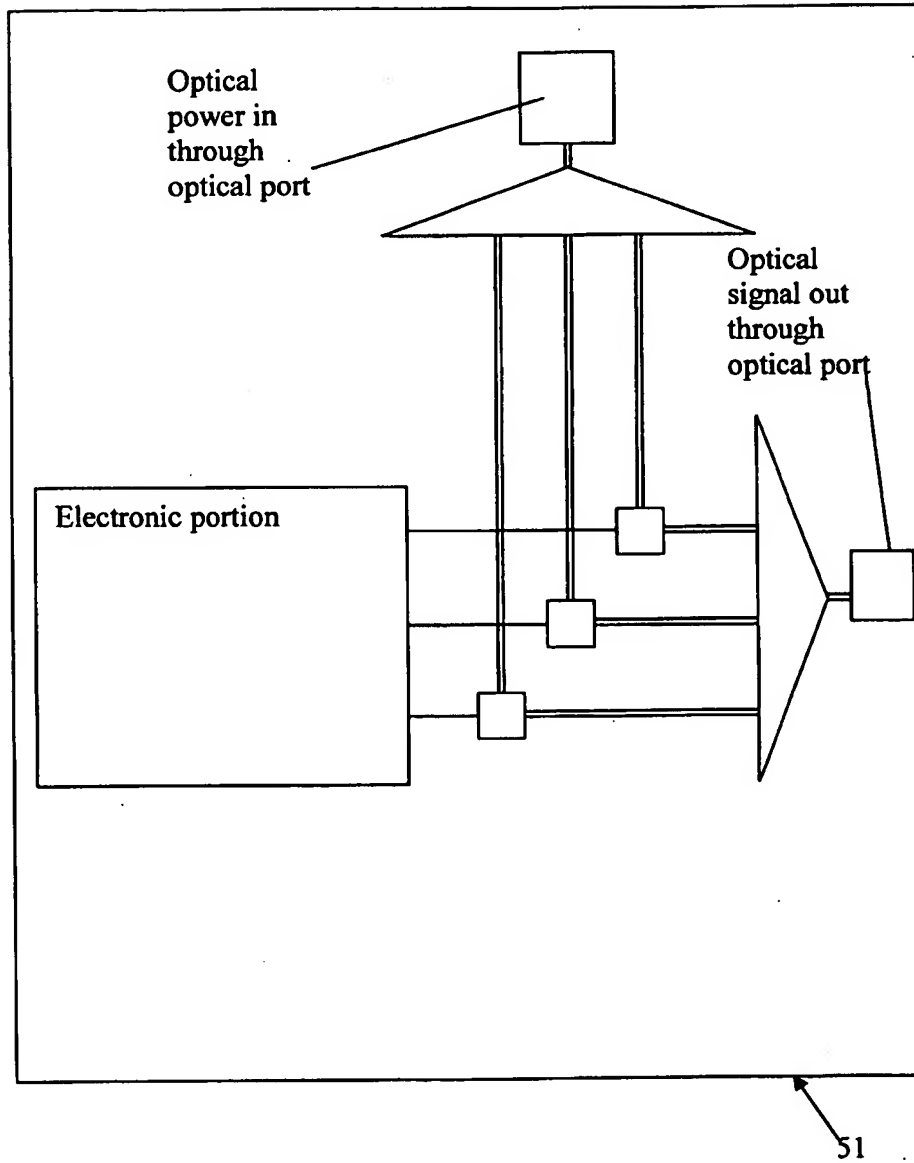 Optical
power in
through
optical port
Optical
signal out
through
optical port
Electronic portion
51